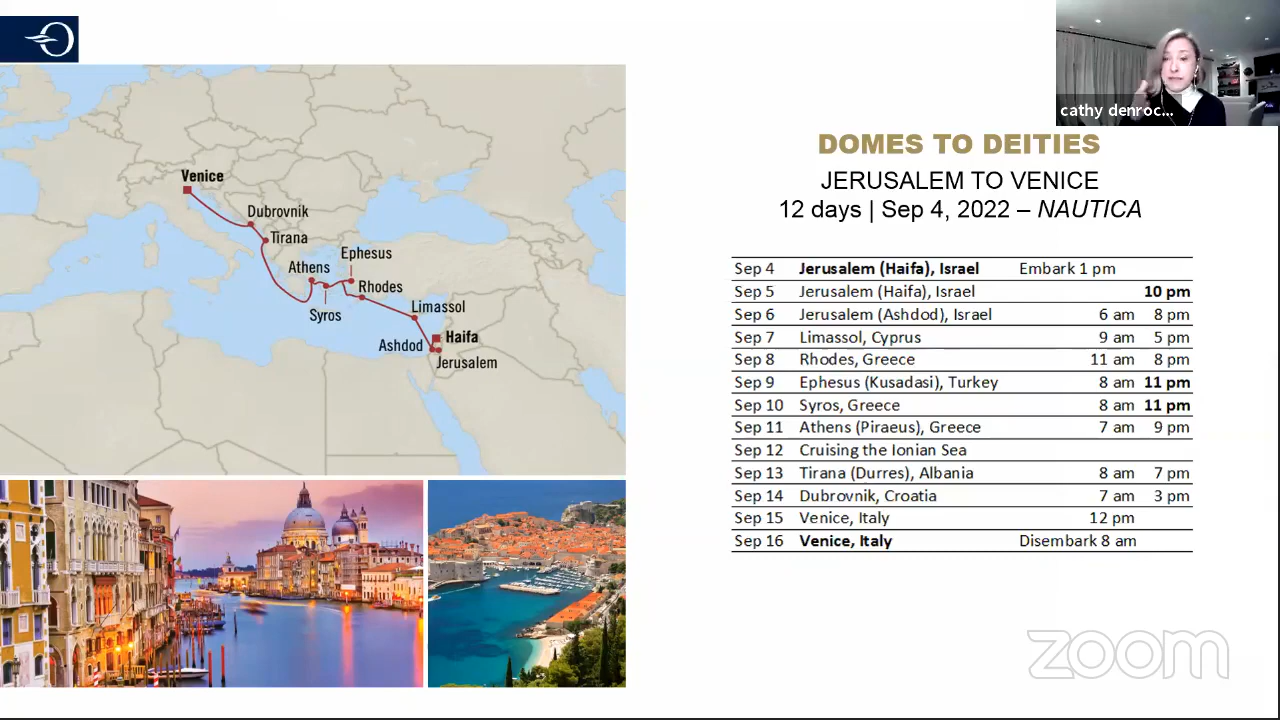 cathy denroc...
DOMES TO DEITIES
JERUSALEM TO VENICE
12 days | Sep 4, 2022 – NAUTICA
Venice
Dubrovnik
Tirana
Ephesus
Athens
Rhodes
Syros
Limassol
Haifa
Ashdod
Jerusalem
Sep 4 Jerusalem (Haifa), Israel Embark 1 pm
Sep 5 Jerusalem (Haifa), Israel 10 pm
Sep 6 Jerusalem (Ashdod), Israel 6 am 8 pm
Sep 7 Limassol, Cyprus 9 am 5 pm
Sep 8 Rhodes, Greece 11 am 8 pm
Sep 9 Ephesus (Kusadasi), Turkey 8 am 11 pm
Sep 10 Syros, Greece 8 am 11 pm
Sep 11 Athens (Piraeus), Greece 7 am 9 pm
Sep 12 Cruising the Ionian Sea
Sep 13 Tirana (Durres), Albania 8 am 7 pm
Sep 14 Dubrovnik, Croatia 7 am 3 pm
Sep 15 Venice, Italy 12 pm
Sep 16 Venice, Italy Disembark 8 am
zoom